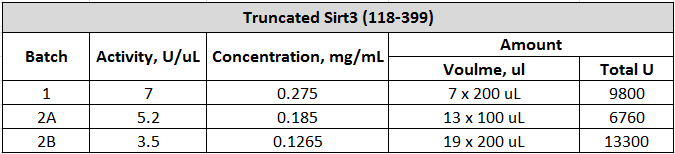 Truncated Sirt3 (118-399)
Batch Activity, U/uL Concentration, mg/mL Amount
Voulme, ul Total U
1 7 0.275 7 x 200 uL 9800
2A 5.2 0.185 13 x 100 uL 6760
2B 3.5 0.1265 19 x 200 uL 13300